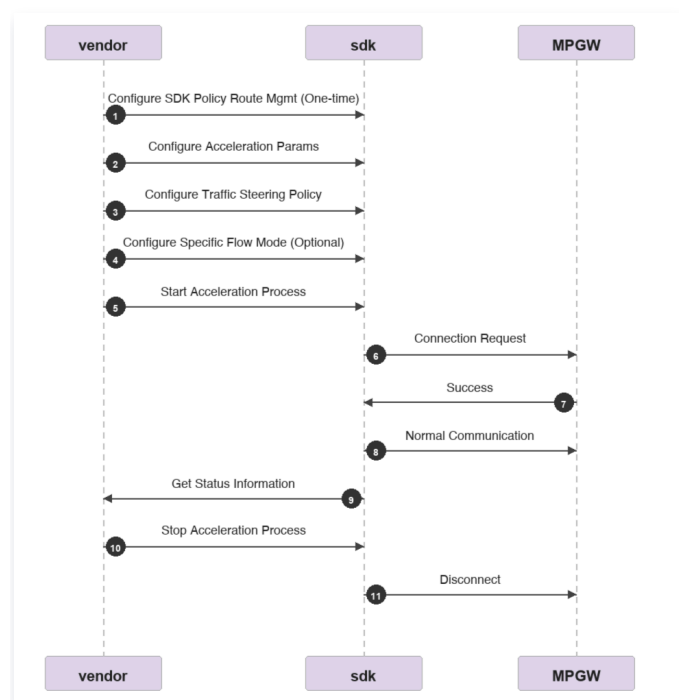 vendor sdk MPGW
Configure SDK Policy Route Mgmt (One-time)
1
Configure Acceleration Params
2
Configure Traffic Steering Policy
3
Configure Specific Flow Mode (Optional)
4
Start Acceleration Process
5
Connection Request
6
Success
7
Normal Communication
8
Get Status Information
9
Stop Acceleration Process
10
Disconnect
11
vendor sdk MPGW